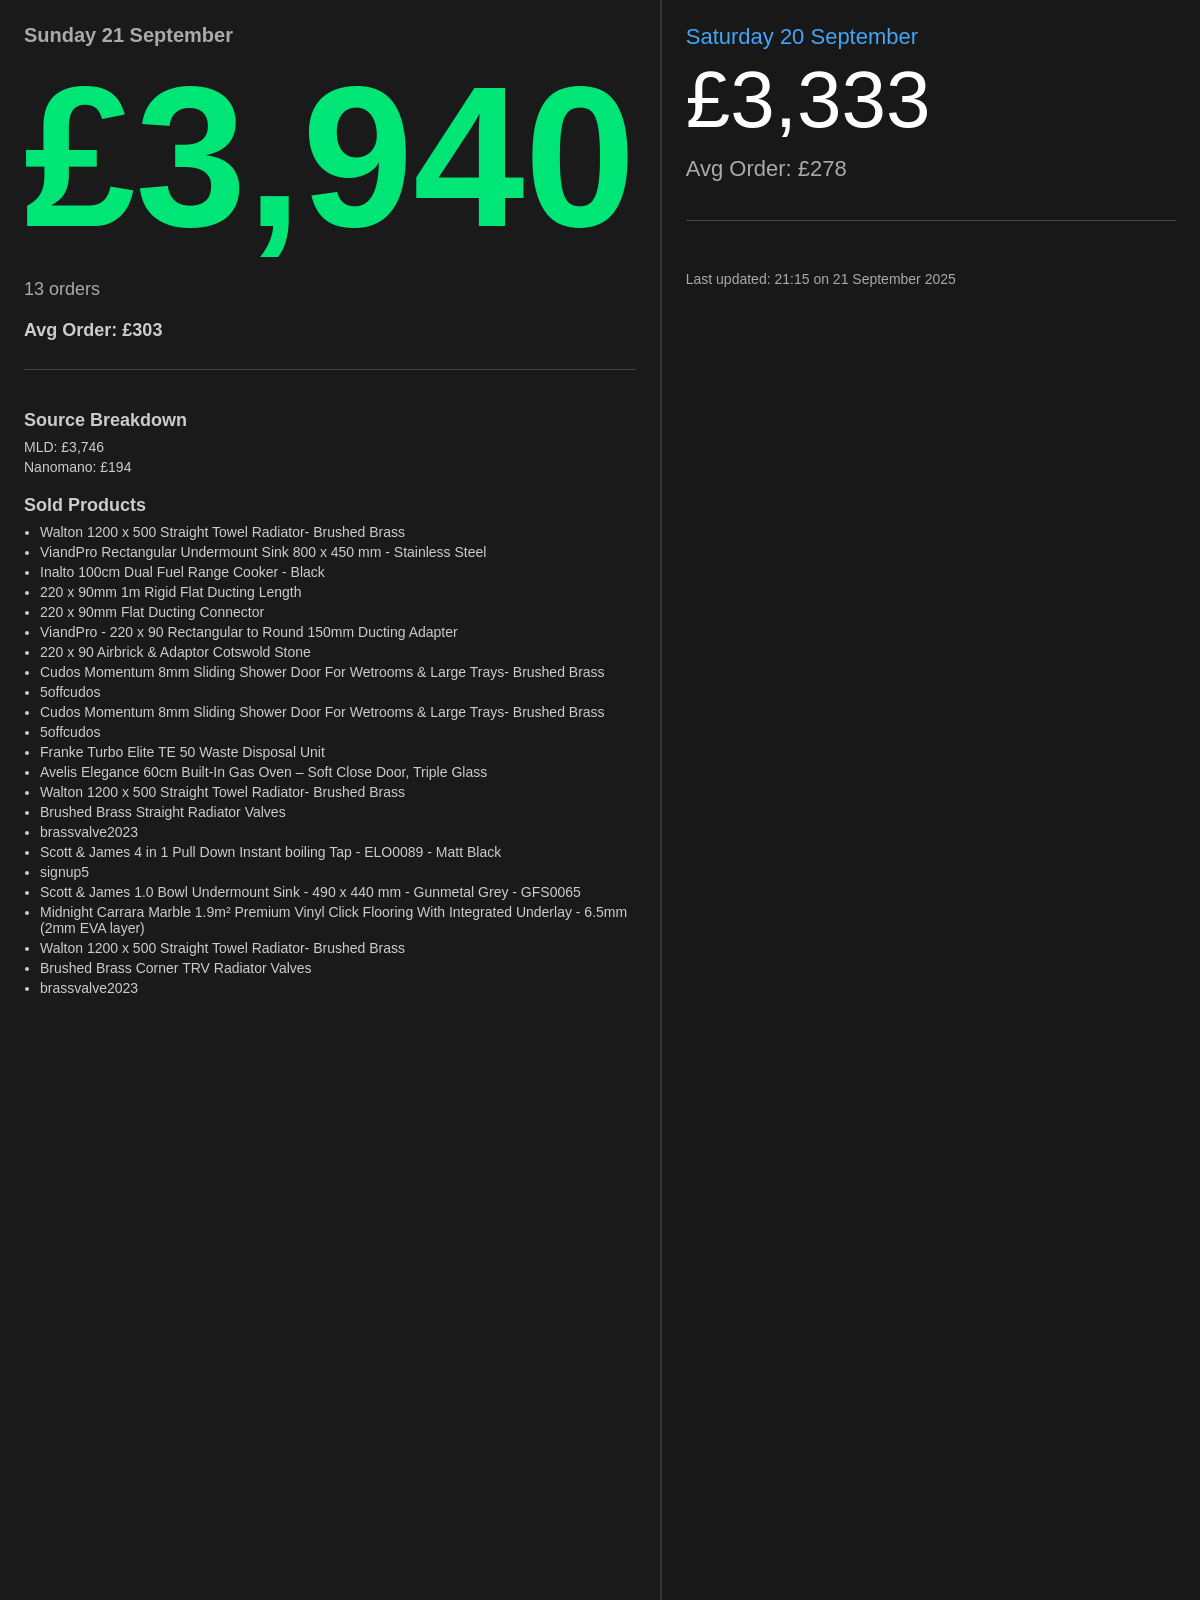 Sunday 21 September
£3,940
13 orders
Avg Order: £303
Source Breakdown
MLD: £3,746
Nanomano: £194
Sold Products
• Walton 1200 x 500 Straight Towel Radiator- Brushed Brass
• ViandPro Rectangular Undermount Sink 800 x 450 mm - Stainless Steel
• Inalto 100cm Dual Fuel Range Cooker - Black
• 220 x 90mm 1m Rigid Flat Ducting Length
• 220 x 90mm Flat Ducting Connector
• ViandPro - 220 x 90 Rectangular to Round 150mm Ducting Adapter
• 220 x 90 Airbrick & Adaptor Cotswold Stone
• Cudos Momentum 8mm Sliding Shower Door For Wetrooms & Large Trays- Brushed Brass
• 5offcudos
• Cudos Momentum 8mm Sliding Shower Door For Wetrooms & Large Trays- Brushed Brass
• 5offcudos
• Franke Turbo Elite TE 50 Waste Disposal Unit
• Avelis Elegance 60cm Built-In Gas Oven – Soft Close Door, Triple Glass
• Walton 1200 x 500 Straight Towel Radiator- Brushed Brass
• Brushed Brass Straight Radiator Valves
• brassvalve2023
• Scott & James 4 in 1 Pull Down Instant boiling Tap - ELO0089 - Matt Black
• signup5
• Scott & James 1.0 Bowl Undermount Sink - 490 x 440 mm - Gunmetal Grey - GFS0065
• Midnight Carrara Marble 1.9m² Premium Vinyl Click Flooring With Integrated Underlay - 6.5mm
(2mm EVA layer)
• Walton 1200 x 500 Straight Towel Radiator- Brushed Brass
• Brushed Brass Corner TRV Radiator Valves
• brassvalve2023
Saturday 20 September
£3,333
Avg Order: £278
Last updated: 21:15 on 21 September 2025